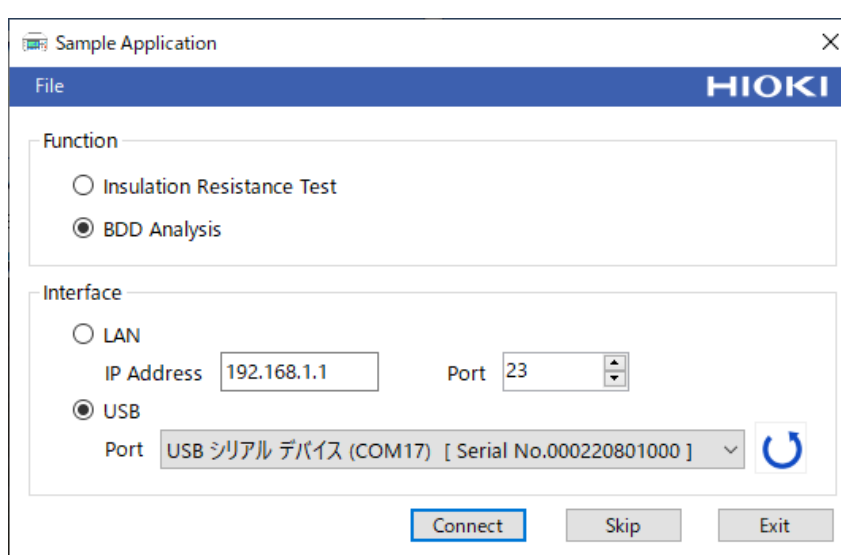 Sample Application
File HIOKI
Function
Insulation Resistance Test
BDD Analysis
Interface
LAN
IP Address 192.168.1.1 Port 23
USB
Port USB シリアル デバイス (COM17) [ Serial No.000220801000 ]
Connect Skip Exit